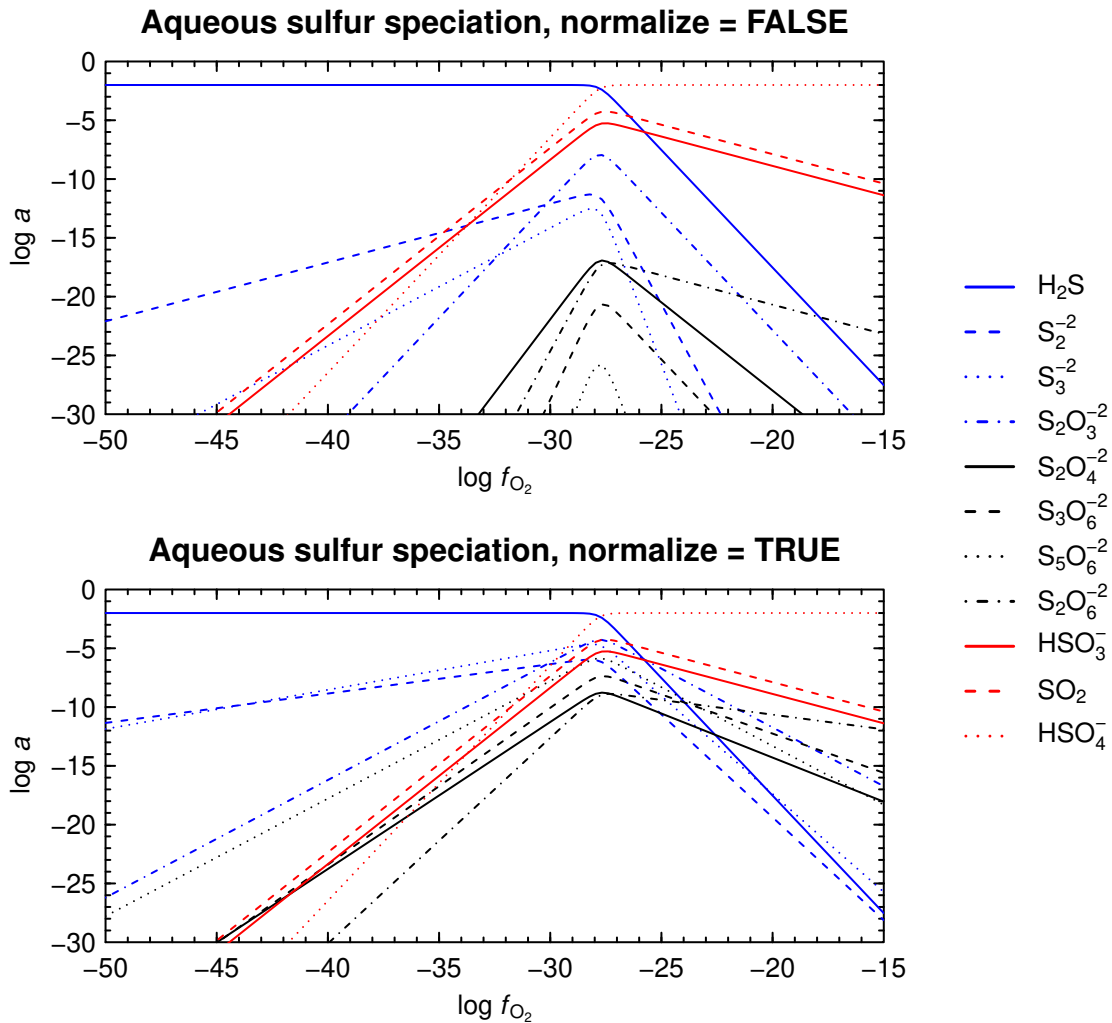 Aqueous sulfur speciation, normalize = FALSE
0
−5
−10
−15
−20
−25
−30
log a
−50 −45 −40 −35 −30 −25 −20 −15
log fO₂
Aqueous sulfur speciation, normalize = TRUE
0
−5
−10
−15
−20
−25
−30
log a
−50 −45 −40 −35 −30 −25 −20 −15
log fO₂
H₂S
S₂⁻²
S₃⁻²
S₂O₃⁻²
S₂O₄⁻²
S₃O₆⁻²
S₅O₆⁻²
S₂O₆⁻²
HSO₃⁻
SO₂
HSO₄⁻